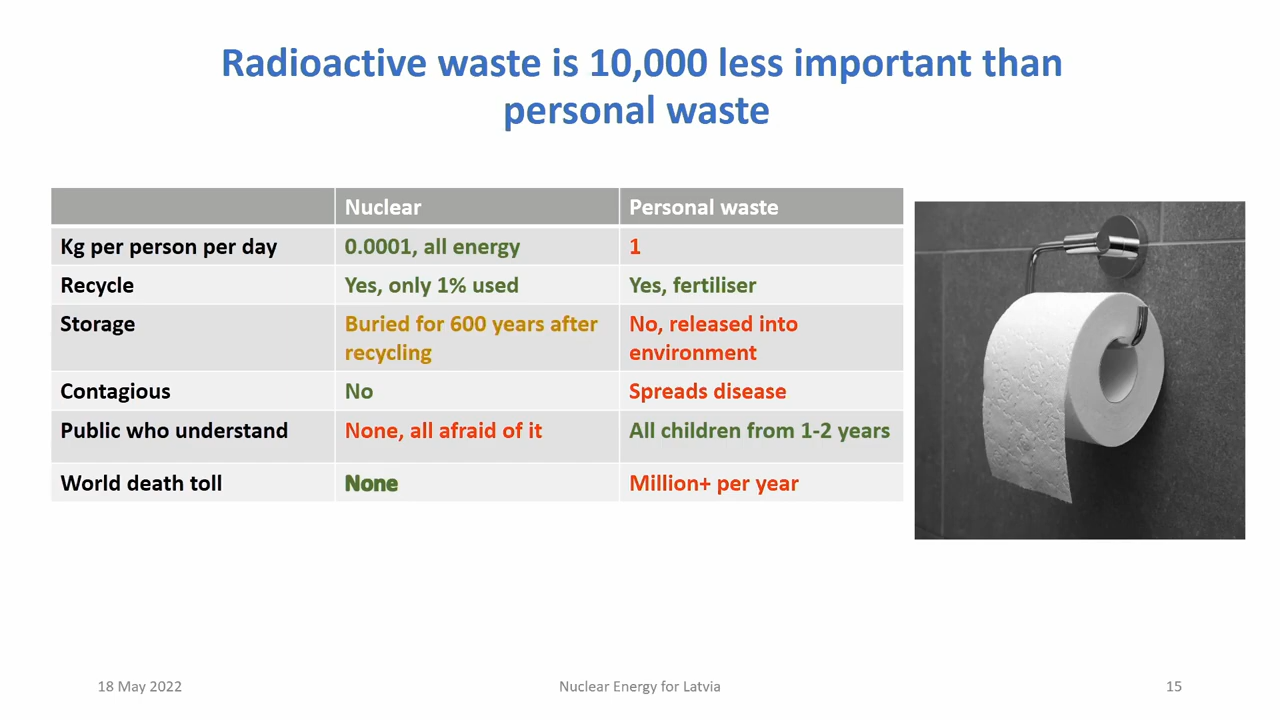 Radioactive waste is 10,000 less important than
personal waste
Nuclear
Personal waste
Kg per person per day
0.0001, all energy
1
Recycle
Yes, only 1% used
Yes, fertiliser
Storage
Buried for 600 years after
recycling
No, released into
environment
Contagious
No
Spreads disease
Public who understand
None, all afraid of it
All children from 1-2 years
World death toll
None
Million+ per year
18 May 2022
Nuclear Energy for Latvia
15